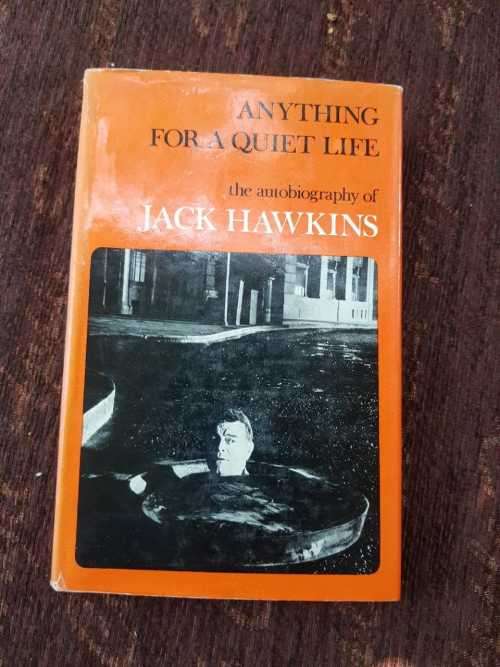 ANYTHING
FOR A QUIET LIFE
the autobiography of
JACK HAWKINS